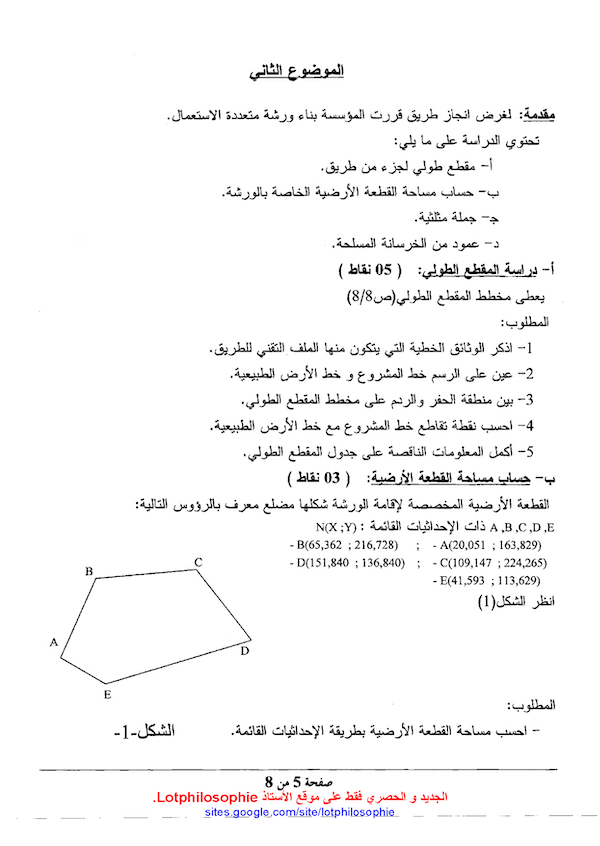 الموضوع الثاني
مقدمة: لغرض انجاز طريق قررت المؤسسة بناء ورشة متعددة الاستعمال.
تحتوي الدراسة على ما يلي:
أ- مقطع طولي لجزء من طريق.
ب- حساب مساحة القطعة الأرضية الخاصة بالورشة.
ج- جملة مثلثية.
د- عمود من الخرسانة المسلحة.
أ- دراسة المقطع الطولي: ( 05 نقاط )
يعطى مخطط المقطع الطولي(ص8/8)
المطلوب:
1- اذكر الوثائق الخطية التي يتكون منها الملف التقني للطريق.
2- عين على الرسم خط المشروع و خط الأرض الطبيعية.
3- بين منطقة الحفر والردم على مخطط المقطع الطولي.
4- احسب نقطة تقاطع خط المشروع مع خط الأرض الطبيعية.
5- أكمل المعلومات الناقصة على جدول المقطع الطولي.
ب- حساب مساحة القطعة الأرضية: ( 03 نقاط )
القطعة الأرضية المخصصة لإقامة الورشة شكلها مضلع معرف بالرؤوس التالية:
A ,B ,C ,D ,E ذات الإحداثيات القائمة : N(X ;Y)
- B(65,362 ; 216,728) ; - A(20,051 ; 163,829)
- D(151,840 ; 136,840) ; - C(109,147 ; 224,265)
- E(41,593 ; 113,629)
انظر الشكل(1)
B
C
A
D
E
المطلوب:
- احسب مساحة القطعة الأرضية بطريقة الإحداثيات القائمة.
الشكل-1-
صفحة 5 من 8
الجديد و الحصري فقط على موقع الأستاذ Lotphilosophie.
sites.google.com/site/lotphilosophie